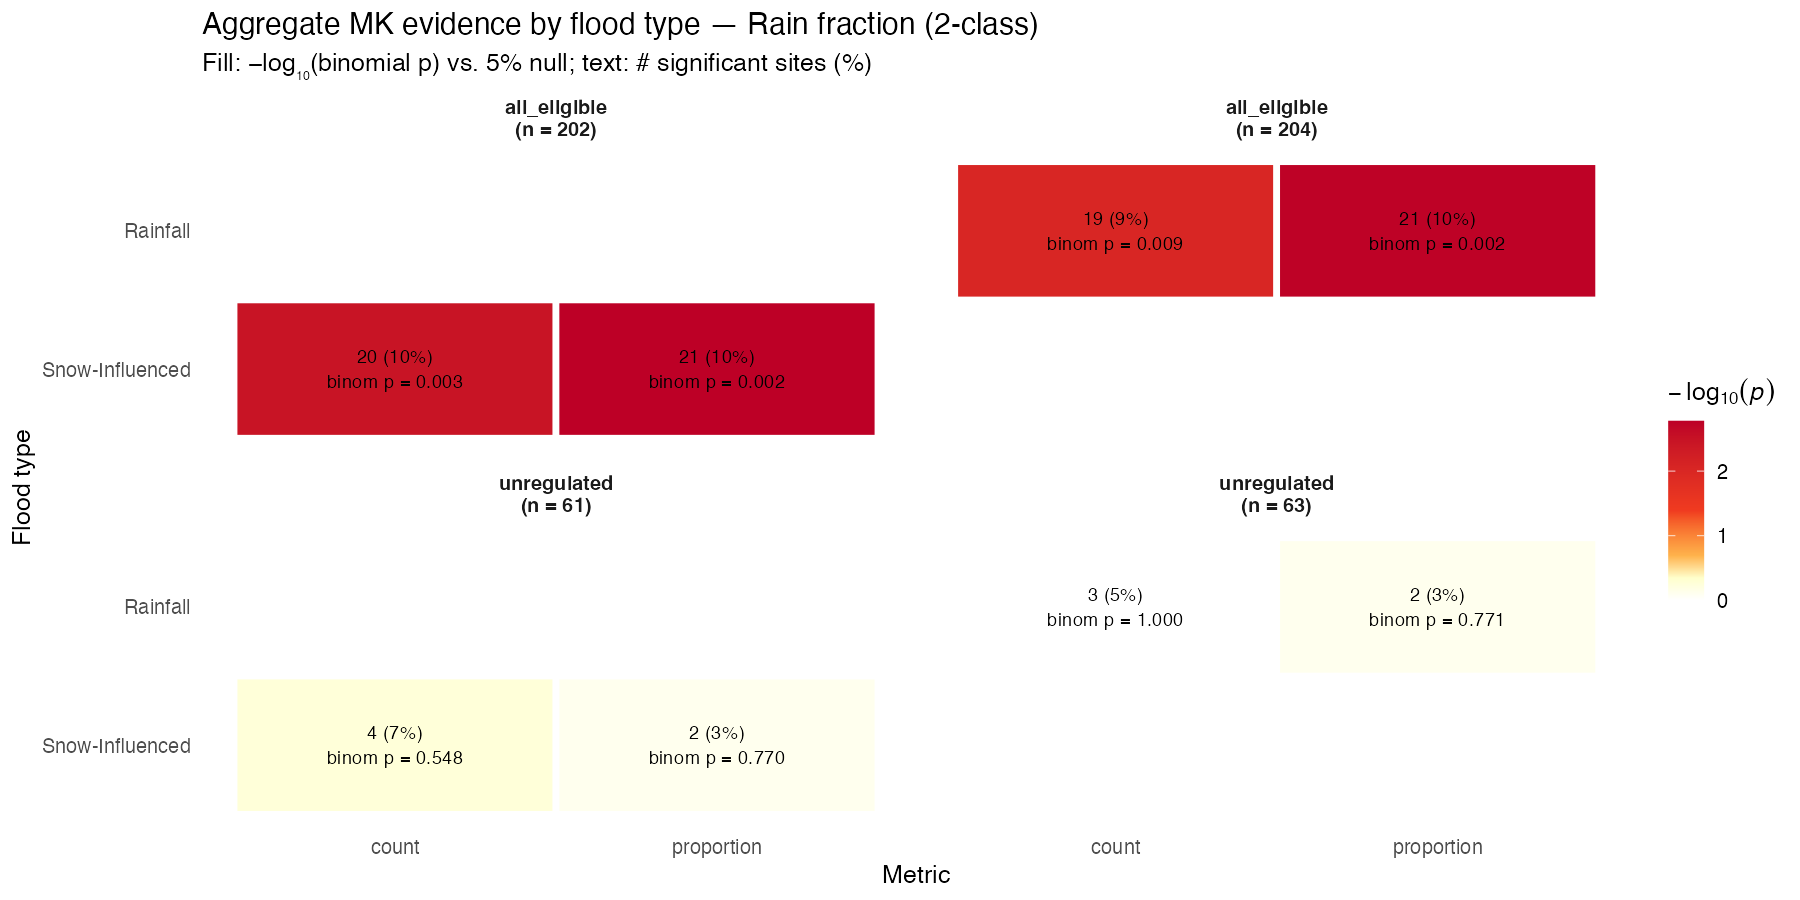 Aggregate MK evidence by flood type — Rain fraction (2-class)
Fill: −log₁₀(binomial p) vs. 5% null; text: # significant sites (%)
all_eligible
(n = 202)
all_eligible
(n = 204)
Rainfall
19 (9%)
binom p = 0.009
21 (10%)
binom p = 0.002
Snow-Influenced
20 (10%)
binom p = 0.003
21 (10%)
binom p = 0.002
unregulated
(n = 61)
unregulated
(n = 63)
Rainfall
3 (5%)
binom p = 1.000
2 (3%)
binom p = 0.771
Snow-Influenced
4 (7%)
binom p = 0.548
2 (3%)
binom p = 0.770
count
proportion
count
proportion
Metric
Flood type
− log₁₀(p)
2
1
0